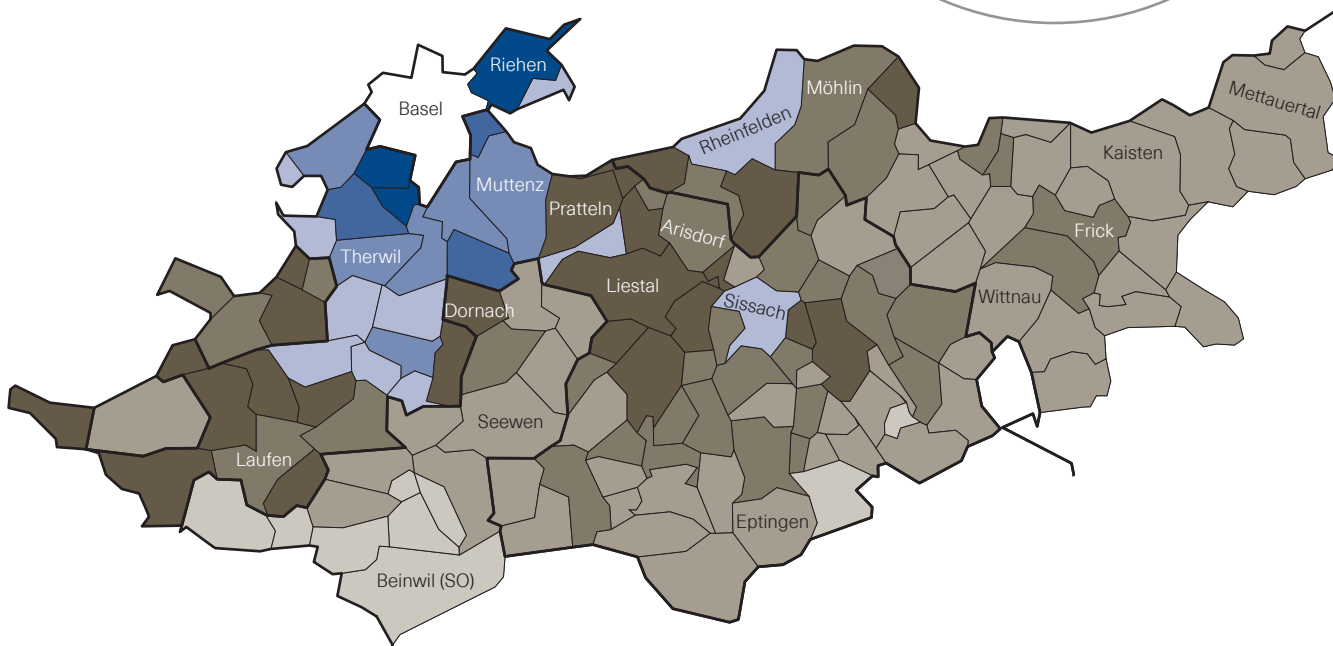 Riehen
Basel
Möhlin
Mettauertal
Rheinfelden
Kaisten
Muttenz
Pratteln
Arisdorf
Frick
Therwil
Liestal
Wittnau
Dornach
Sissach
Seewen
Laufen
Eptingen
Beinwil (SO)